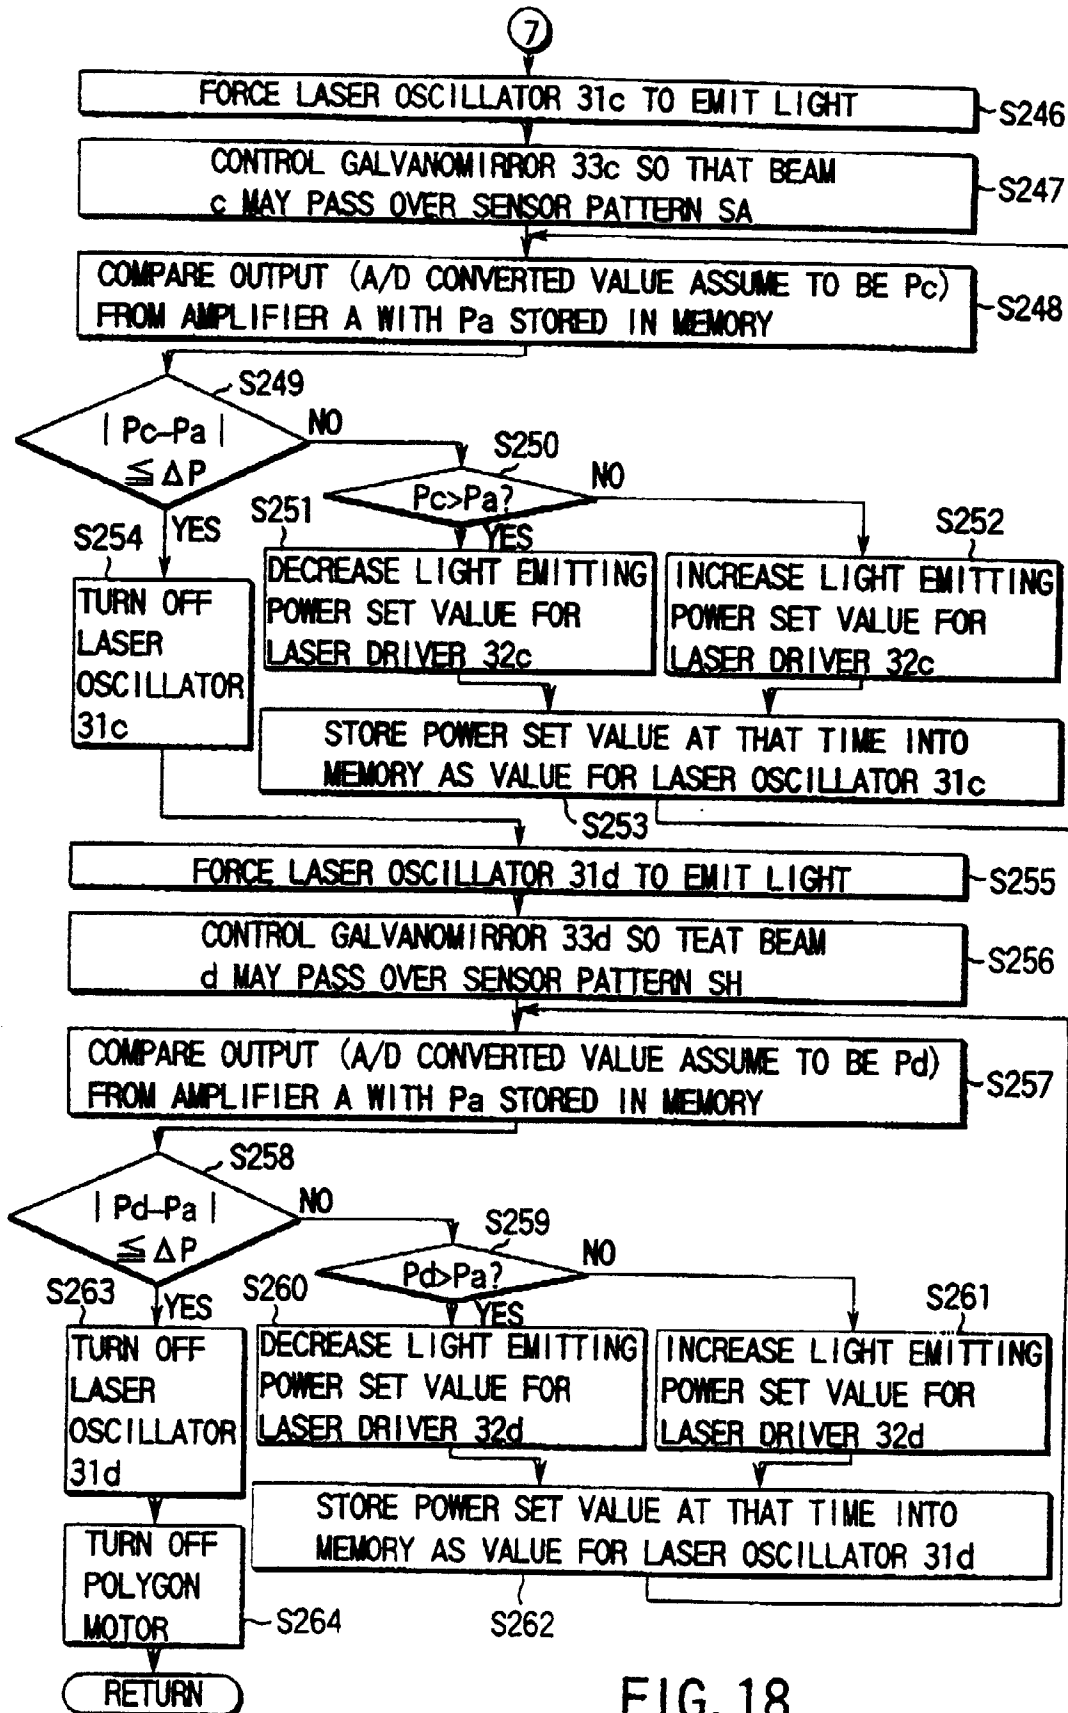 7
FORCE LASER OSCILLATOR 31c TO EMIT LIGHT
S246
CONTROL GALVANOMIRROR 33c SO THAT BEAM
c MAY PASS OVER SENSOR PATTERN SA
S247
COMPARE OUTPUT (A/D CONVERTED VALUE ASSUME TO BE Pc)
FROM AMPLIFIER A WITH Pa STORED IN MEMORY
S248
S249
| Pc-Pa |
≦ ΔP
NO
YES
S250
Pc>Pa?
NO
YES
S251
DECREASE LIGHT EMITTING
POWER SET VALUE FOR
LASER DRIVER 32c
S252
INCREASE LIGHT EMITTING
POWER SET VALUE FOR
LASER DRIVER 32c
S254
TURN OFF
LASER
OSCILLATOR
31c
STORE POWER SET VALUE AT THAT TIME INTO
MEMORY AS VALUE FOR LASER OSCILLATOR 31c
S253
FORCE LASER OSCILLATOR 31d TO EMIT LIGHT
S255
CONTROL GALVANOMIRROR 33d SO TEAT BEAM
d MAY PASS OVER SENSOR PATTERN SH
S256
COMPARE OUTPUT (A/D CONVERTED VALUE ASSUME TO BE Pd)
FROM AMPLIFIER A WITH Pa STORED IN MEMORY
S257
S258
| Pd-Pa |
≦ ΔP
NO
YES
S259
Pd>Pa?
NO
YES
S260
DECREASE LIGHT EMITTING
POWER SET VALUE FOR
LASER DRIVER 32d
S261
INCREASE LIGHT EMITTING
POWER SET VALUE FOR
LASER DRIVER 32d
S263
TURN OFF
LASER
OSCILLATOR
31d
STORE POWER SET VALUE AT THAT TIME INTO
MEMORY AS VALUE FOR LASER OSCILLATOR 31d
S262
TURN OFF
POLYGON
MOTOR
S264
RETURN
FIG. 18